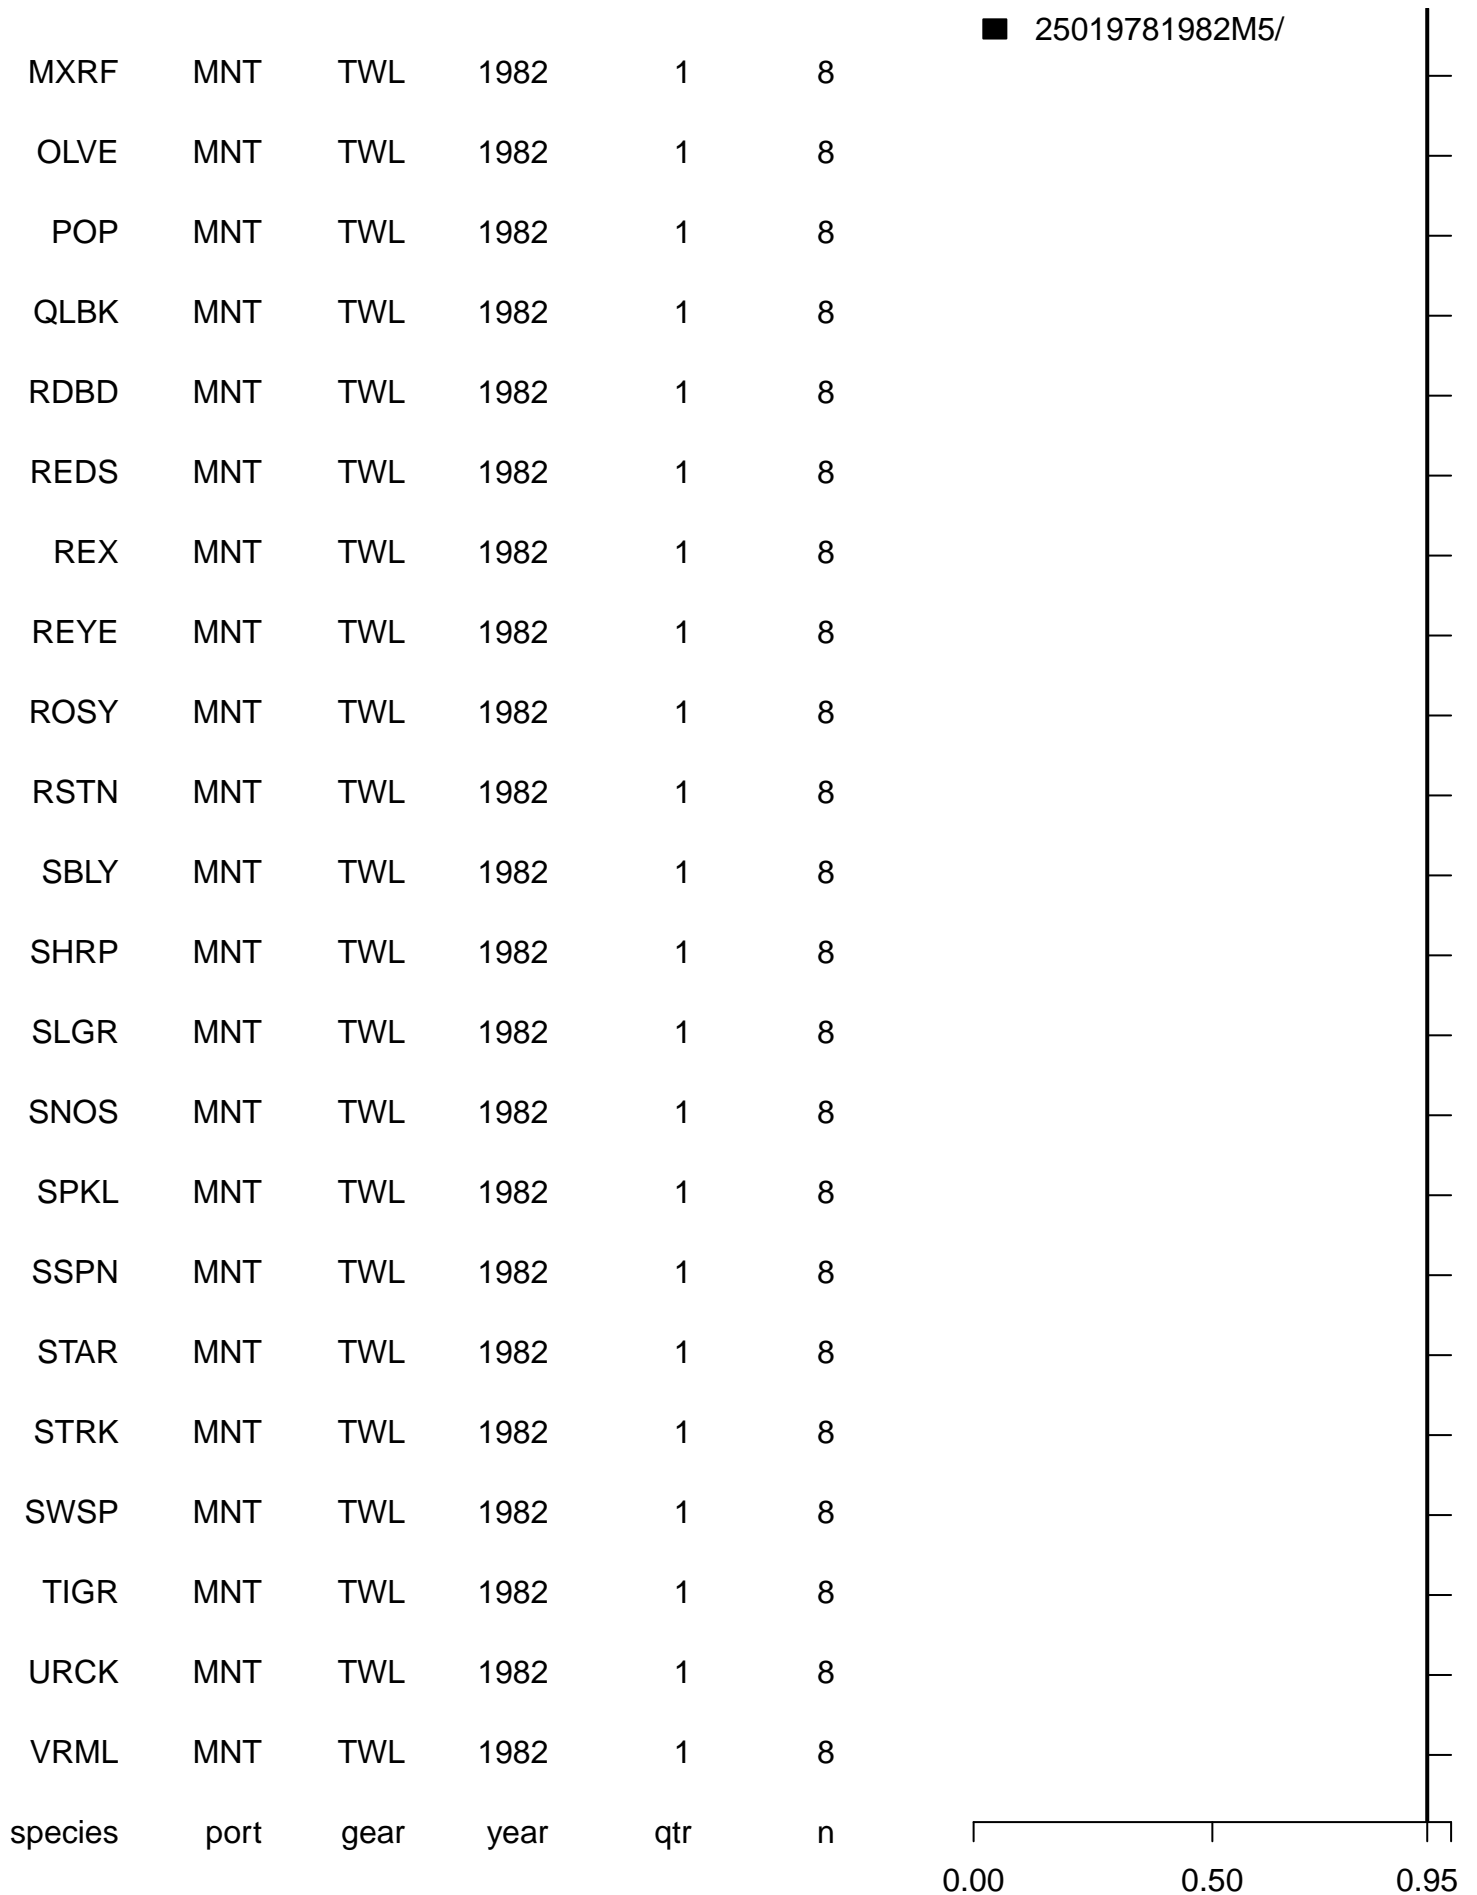 25019781982M5/
MXRF MNT TWL 1982 1 8
OLVE MNT TWL 1982 1 8
POP MNT TWL 1982 1 8
QLBK MNT TWL 1982 1 8
RDBD MNT TWL 1982 1 8
REDS MNT TWL 1982 1 8
REX MNT TWL 1982 1 8
REYE MNT TWL 1982 1 8
ROSY MNT TWL 1982 1 8
RSTN MNT TWL 1982 1 8
SBLY MNT TWL 1982 1 8
SHRP MNT TWL 1982 1 8
SLGR MNT TWL 1982 1 8
SNOS MNT TWL 1982 1 8
SPKL MNT TWL 1982 1 8
SSPN MNT TWL 1982 1 8
STAR MNT TWL 1982 1 8
STRK MNT TWL 1982 1 8
SWSP MNT TWL 1982 1 8
TIGR MNT TWL 1982 1 8
URCK MNT TWL 1982 1 8
VRML MNT TWL 1982 1 8
species port gear year qtr n
0.00 0.50 0.95